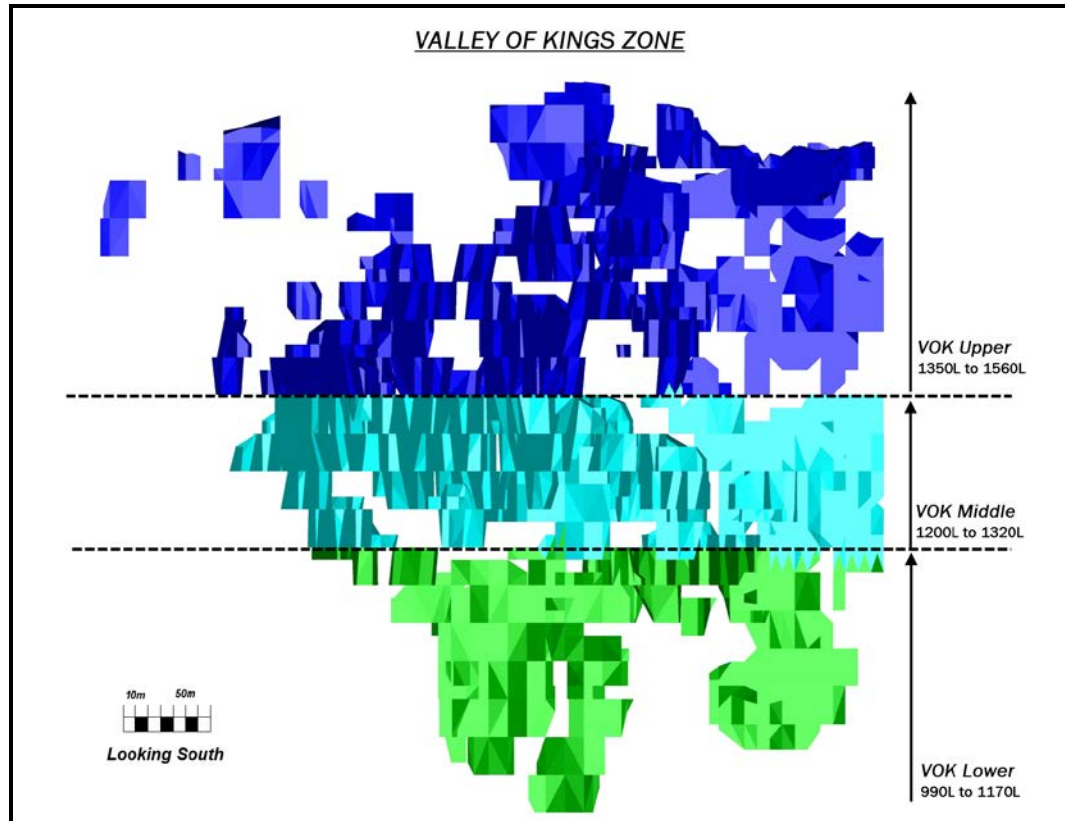 VALLEY OF KINGS ZONE
VOK Upper
1350L to 1560L
VOK Middle
1200L to 1320L
10m 50m
Looking South
VOK Lower
990L to 1170L